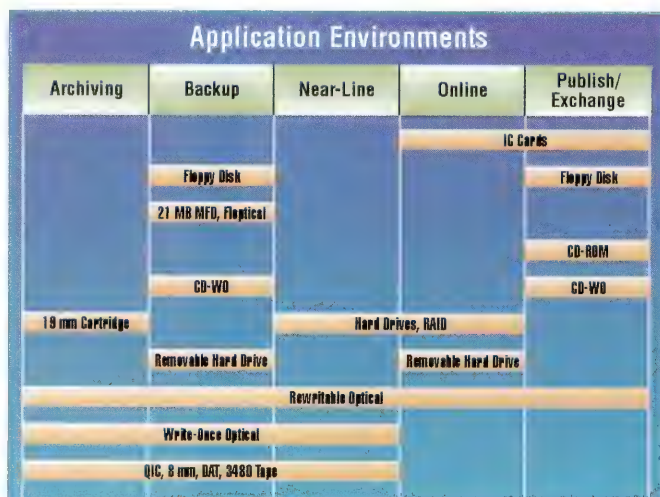 Application Environments
Archiving Backup Near-Line Online Publish/
Exchange
IC Cards
Floppy Disk Floppy Disk
21 MB MFD, Floptical
CD-ROM
CD-WO CD-WO
19 mm Cartridge Hard Drives, RAID
Removable Hard Drive Removable Hard Drive
Rewritable Optical
Write-Once Optical
QIC, 8 mm, DAT, 3480 Tape